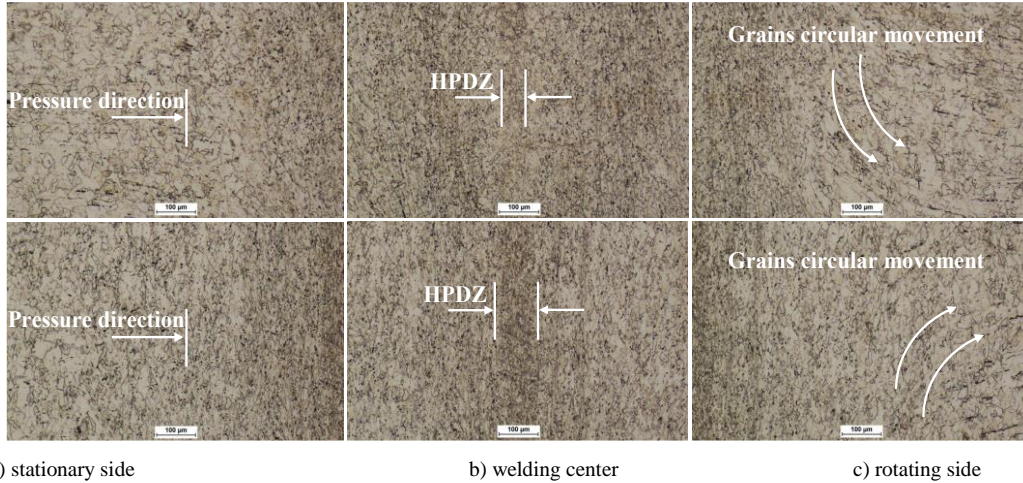 Grains circular movement
HPDZ
Pressure direction
100 µm
100 µm
100 µm
Grains circular movement
HPDZ
Pressure direction
100 µm
100 µm
100 µm
) stationary side
b) welding center
c) rotating side